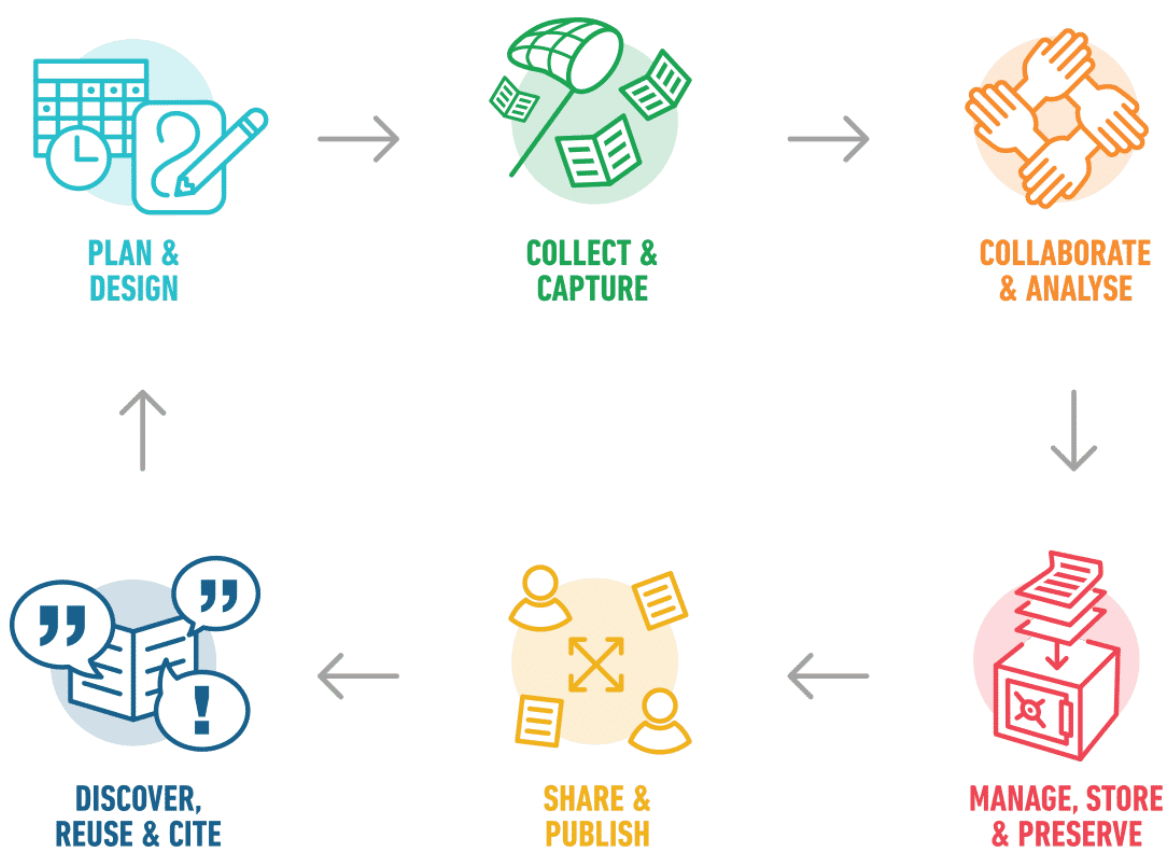 PLAN &
DESIGN
COLLECT &
CAPTURE
COLLABORATE
& ANALYSE
DISCOVER,
REUSE & CITE
SHARE &
PUBLISH
MANAGE, STORE
& PRESERVE